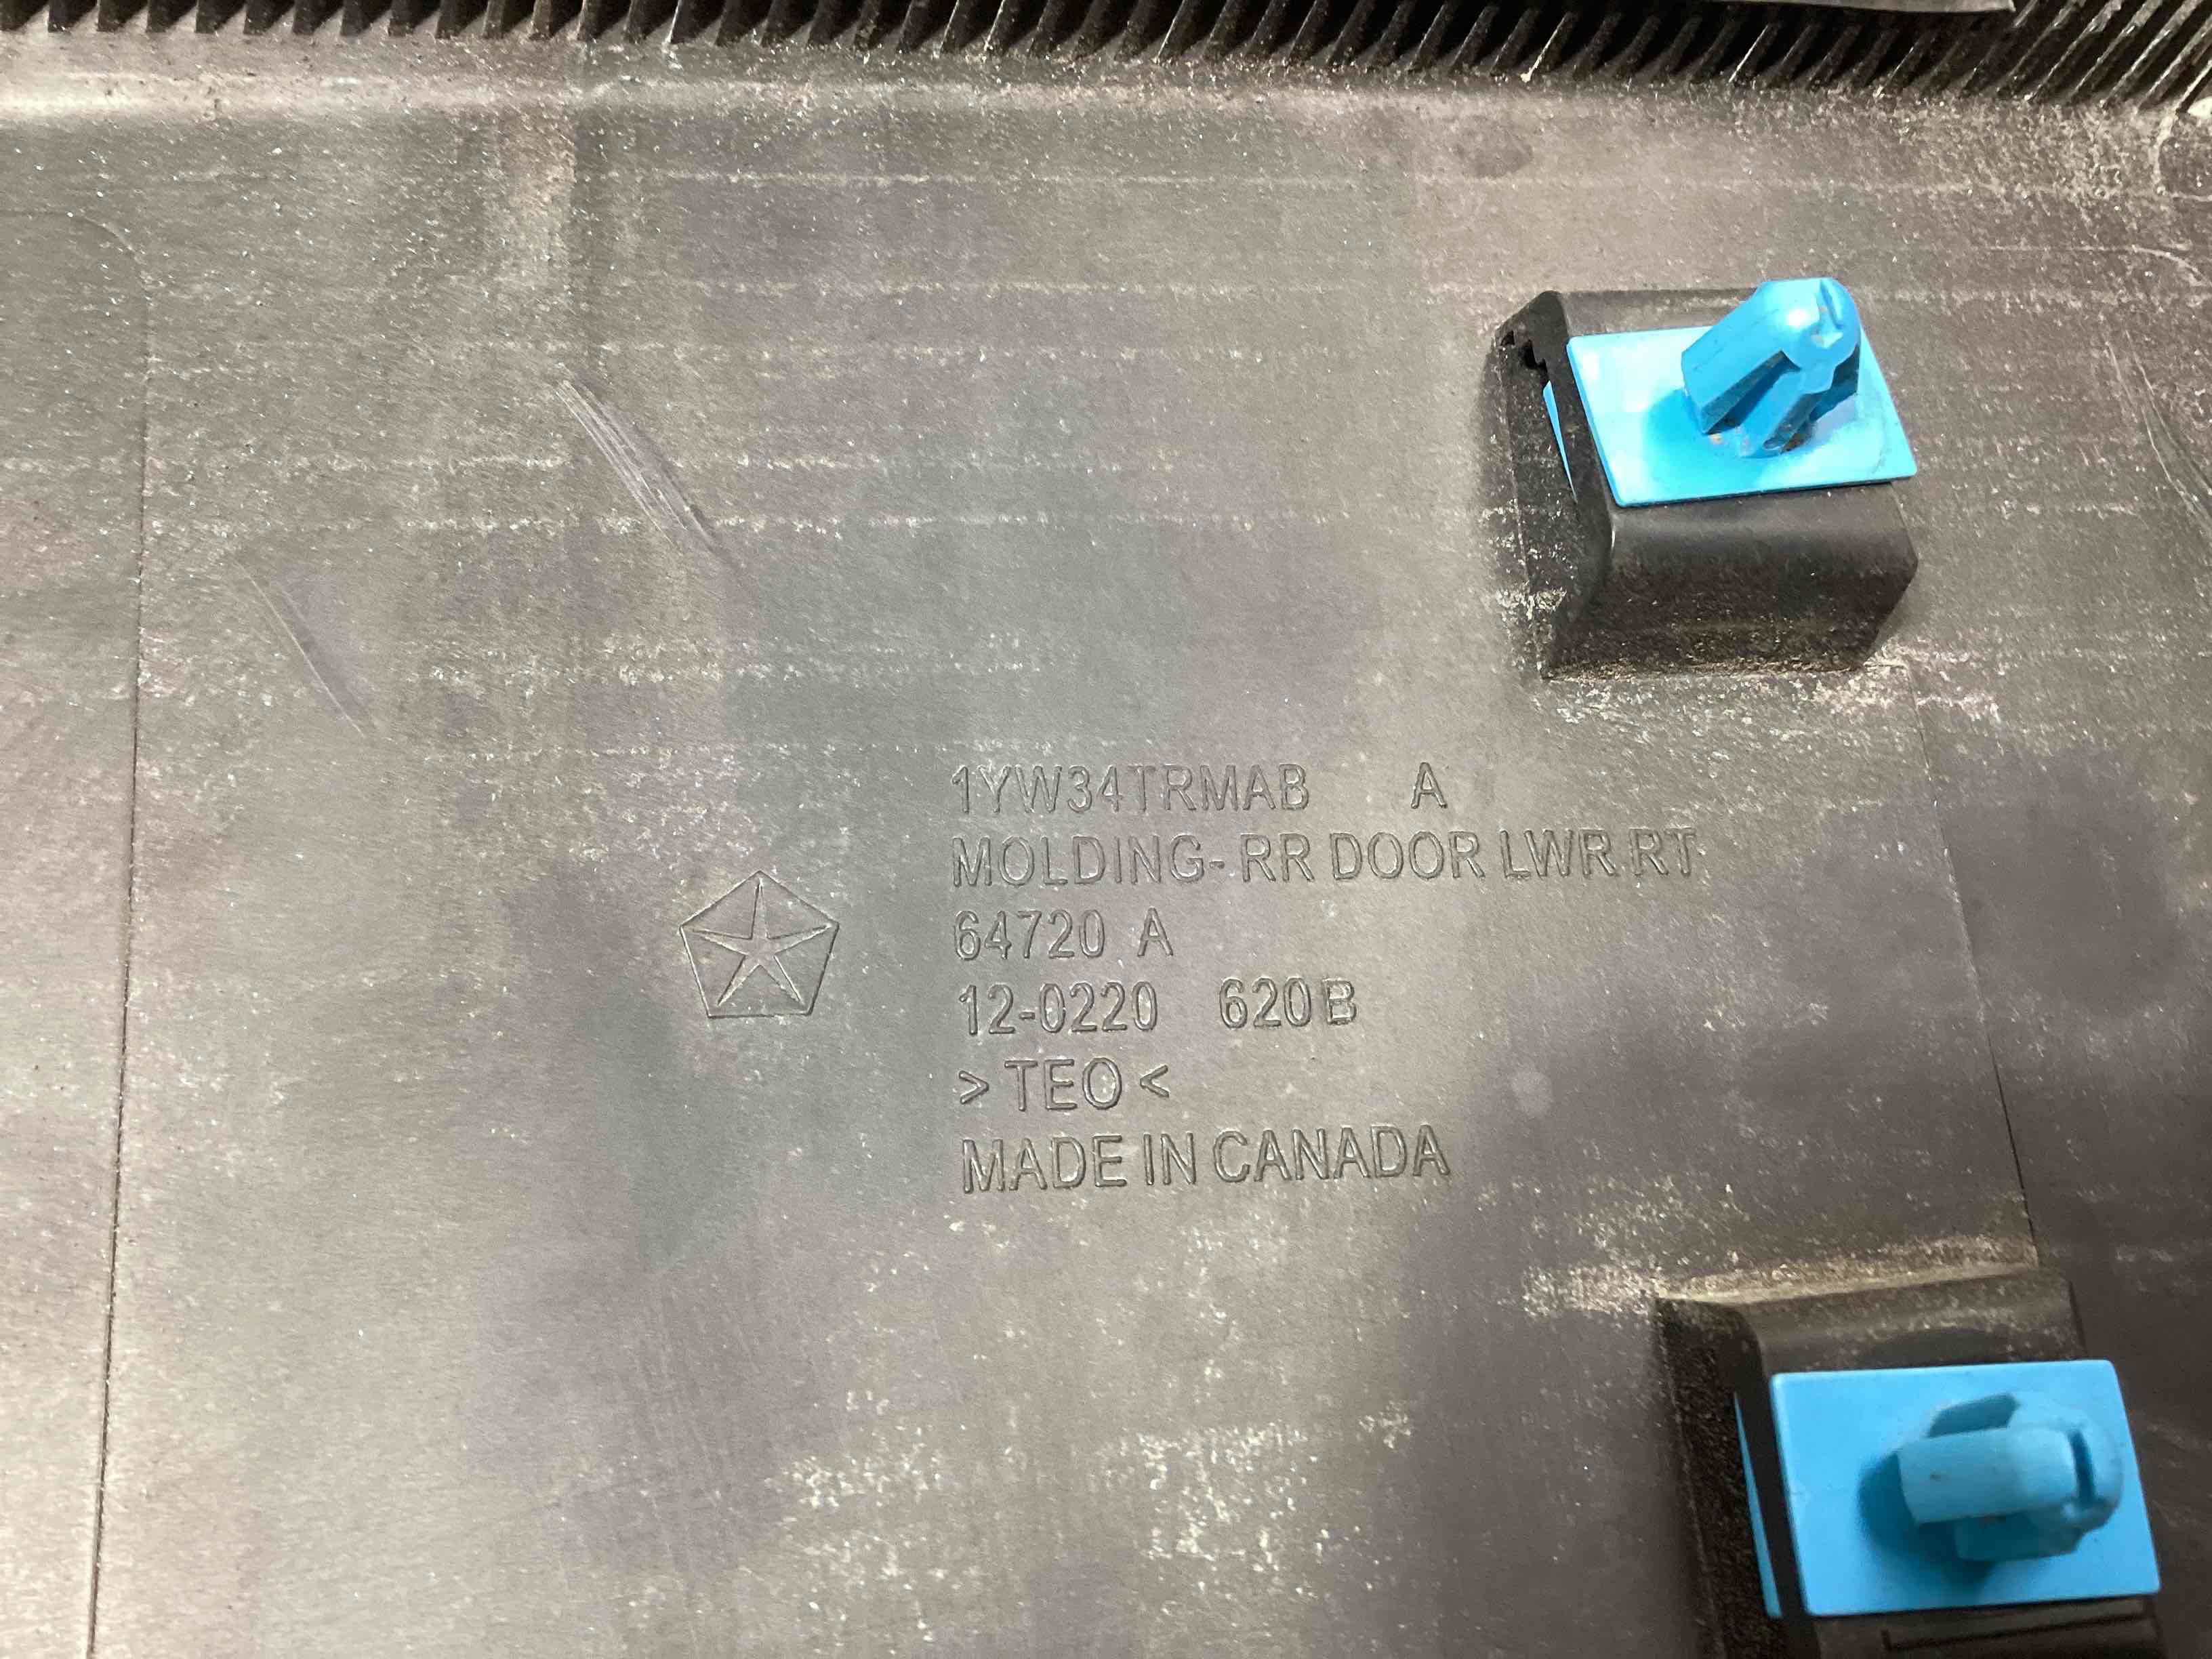 1YW34TRMAB A
MOLDING- RR DOOR LWR RT
64720 A
12-0220 620B
>TEO<
MADE IN CANADA